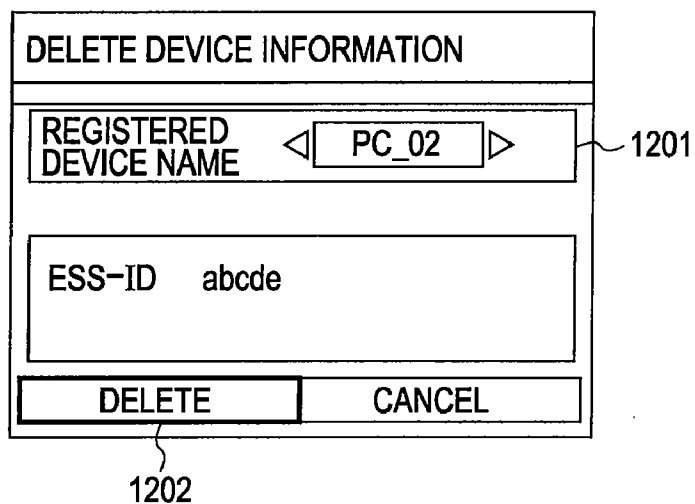 DELETE DEVICE INFORMATION
REGISTERED
DEVICE NAME
PC_02
1201
ESS-ID abcde
DELETE CANCEL
1202